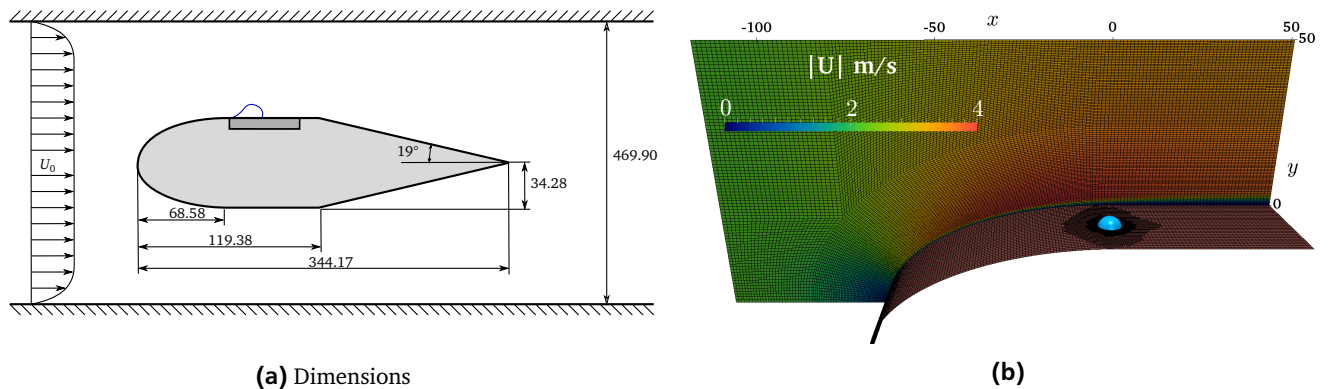 U₀
19°
469.90
34.28
68.58
119.38
344.17
(a) Dimensions
x
-100 -50 0 50
50
|U| m/s
0 2 4
y
0
(b)